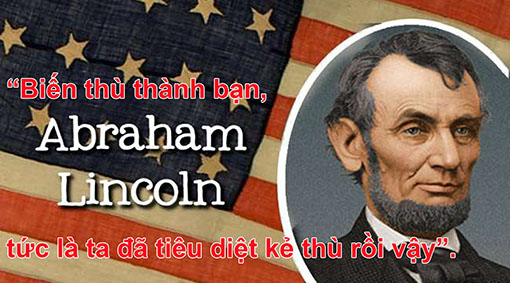 “Biến thù thành bạn,
Abraham
Lincoln
tức là ta đã tiêu diệt kẻ thù rồi vậy”.